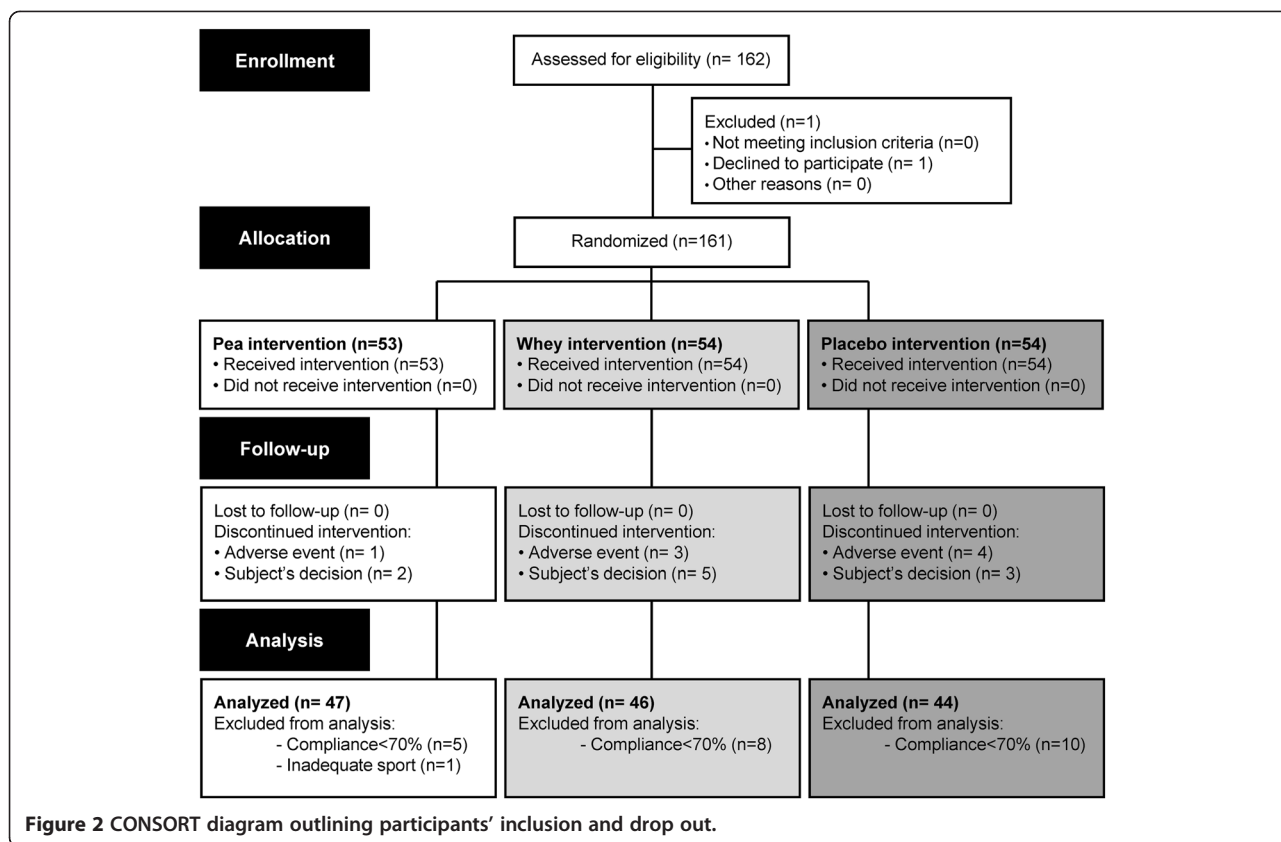 Enrollment
Assessed for eligibility (n= 162)
Excluded (n=1)
• Not meeting inclusion criteria (n=0)
• Declined to participate (n= 1)
• Other reasons (n= 0)
Allocation
Randomized (n=161)
Pea intervention (n=53)
• Received intervention (n=53)
• Did not receive intervention (n=0)
Whey intervention (n=54)
• Received intervention (n=54)
• Did not receive intervention (n=0)
Placebo intervention (n=54)
• Received intervention (n=54)
• Did not receive intervention (n=0)
Follow-up
Lost to follow-up (n= 0)
Discontinued intervention:
• Adverse event (n= 1)
• Subject's decision (n= 2)
Lost to follow-up (n= 0)
Discontinued intervention:
• Adverse event (n= 3)
• Subject's decision (n= 5)
Lost to follow-up (n= 0)
Discontinued intervention:
• Adverse event (n= 4)
• Subject's decision (n= 3)
Analysis
Analyzed (n= 47)
Excluded from analysis:
- Compliance<70% (n=5)
- Inadequate sport (n=1)
Analyzed (n= 46)
Excluded from analysis:
- Compliance<70% (n=8)
Analyzed (n= 44)
Excluded from analysis:
- Compliance<70% (n=10)
Figure 2 CONSORT diagram outlining participants' inclusion and drop out.